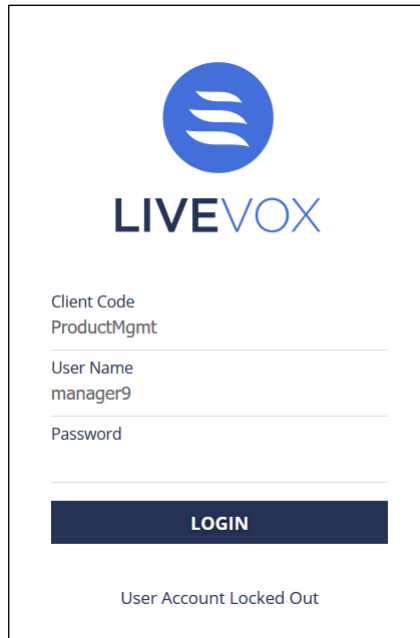 LIVEVOX
Client Code
ProductMgmt
User Name
manager9
Password
LOGIN
User Account Locked Out